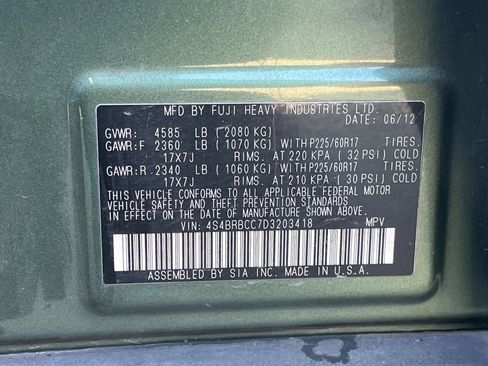 MFD BY FUJI HEAVY INDUSTRIES LTD.
DATE: 06/12
GVWR: 4585 LB (2080 KG)
GAWR:F 2360 LB (1070 KG) WITH P225/60R17 TIRES.
17X7J RIMS. AT 220 KPA (32 PSI) COLD
GAWR:R 2340 LB (1060 KG) WITH P225/60R17 TIRES.
17X7J RIMS. AT 210 KPA (30 PSI) COLD
THIS VEHICLE CONFORMS TO ALL APPLICABLE FEDERAL MOTOR
VEHICLE SAFETY AND THEFT PREVENTION STANDARDS
IN EFFECT ON THE DATE OF MANUFACTURE SHOWN ABOVE.
VIN: 4S4BRBCC7D3203418 MPV
ASSEMBLED BY SIA INC. MADE IN U.S.A.